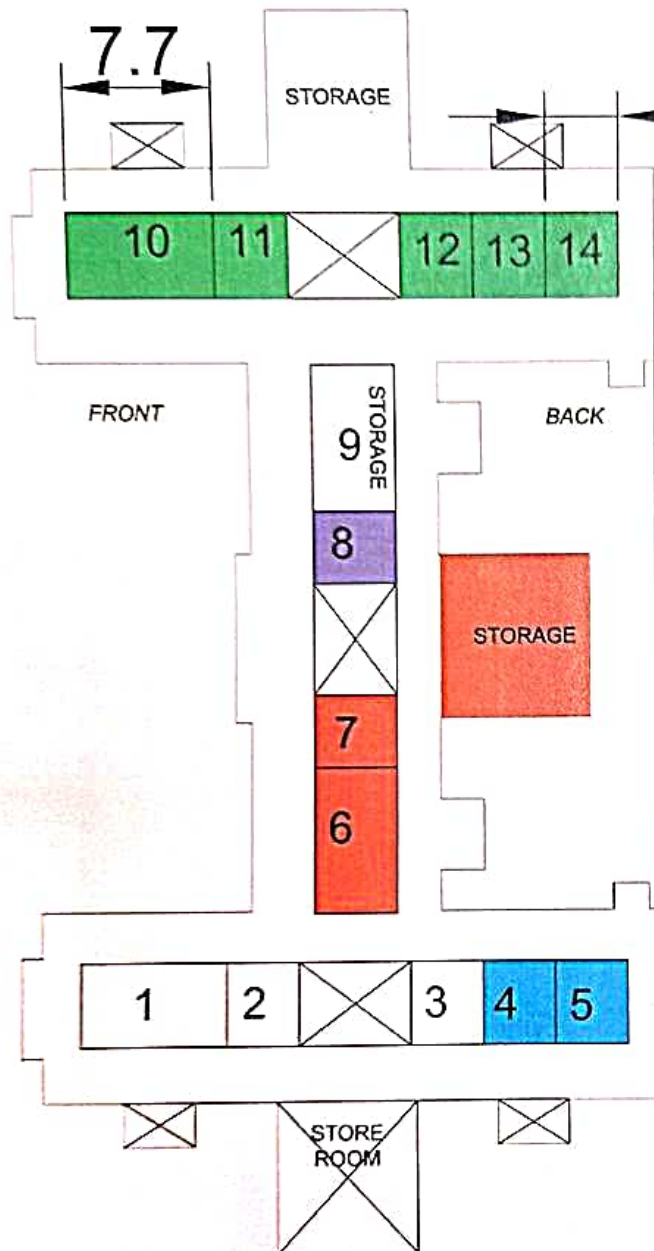 7.7
STORAGE
10 11 12 13 14
FRONT
BACK
9
STORAGE
8
STORAGE
7
6
1 2 3 4 5
STORE
ROOM